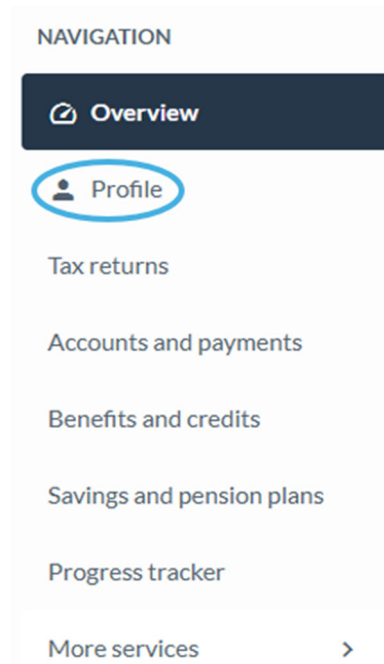 NAVIGATION
Overview
Profile
Tax returns
Accounts and payments
Benefits and credits
Savings and pension plans
Progress tracker
More services